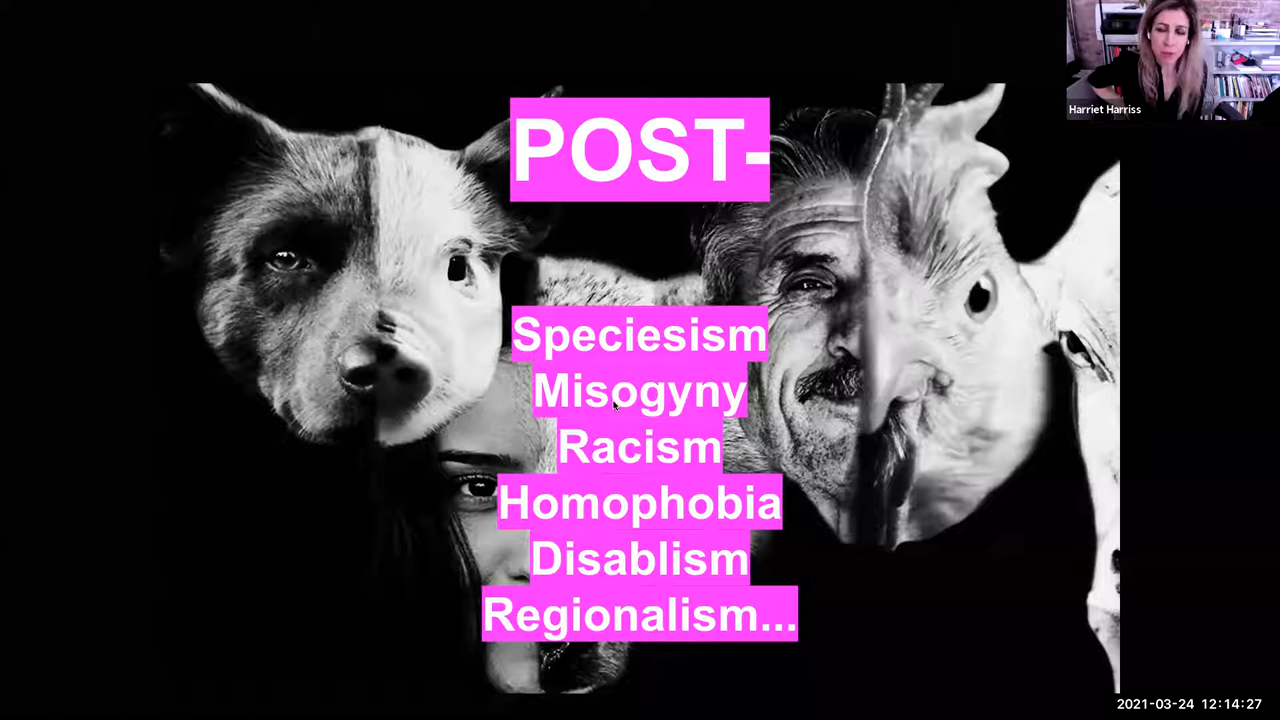 POST-
Speciesism
Misogyny
Racism
Homophobia
Disablism
Regionalism...
Harriet Harriss
2021-03-24 12:14:27